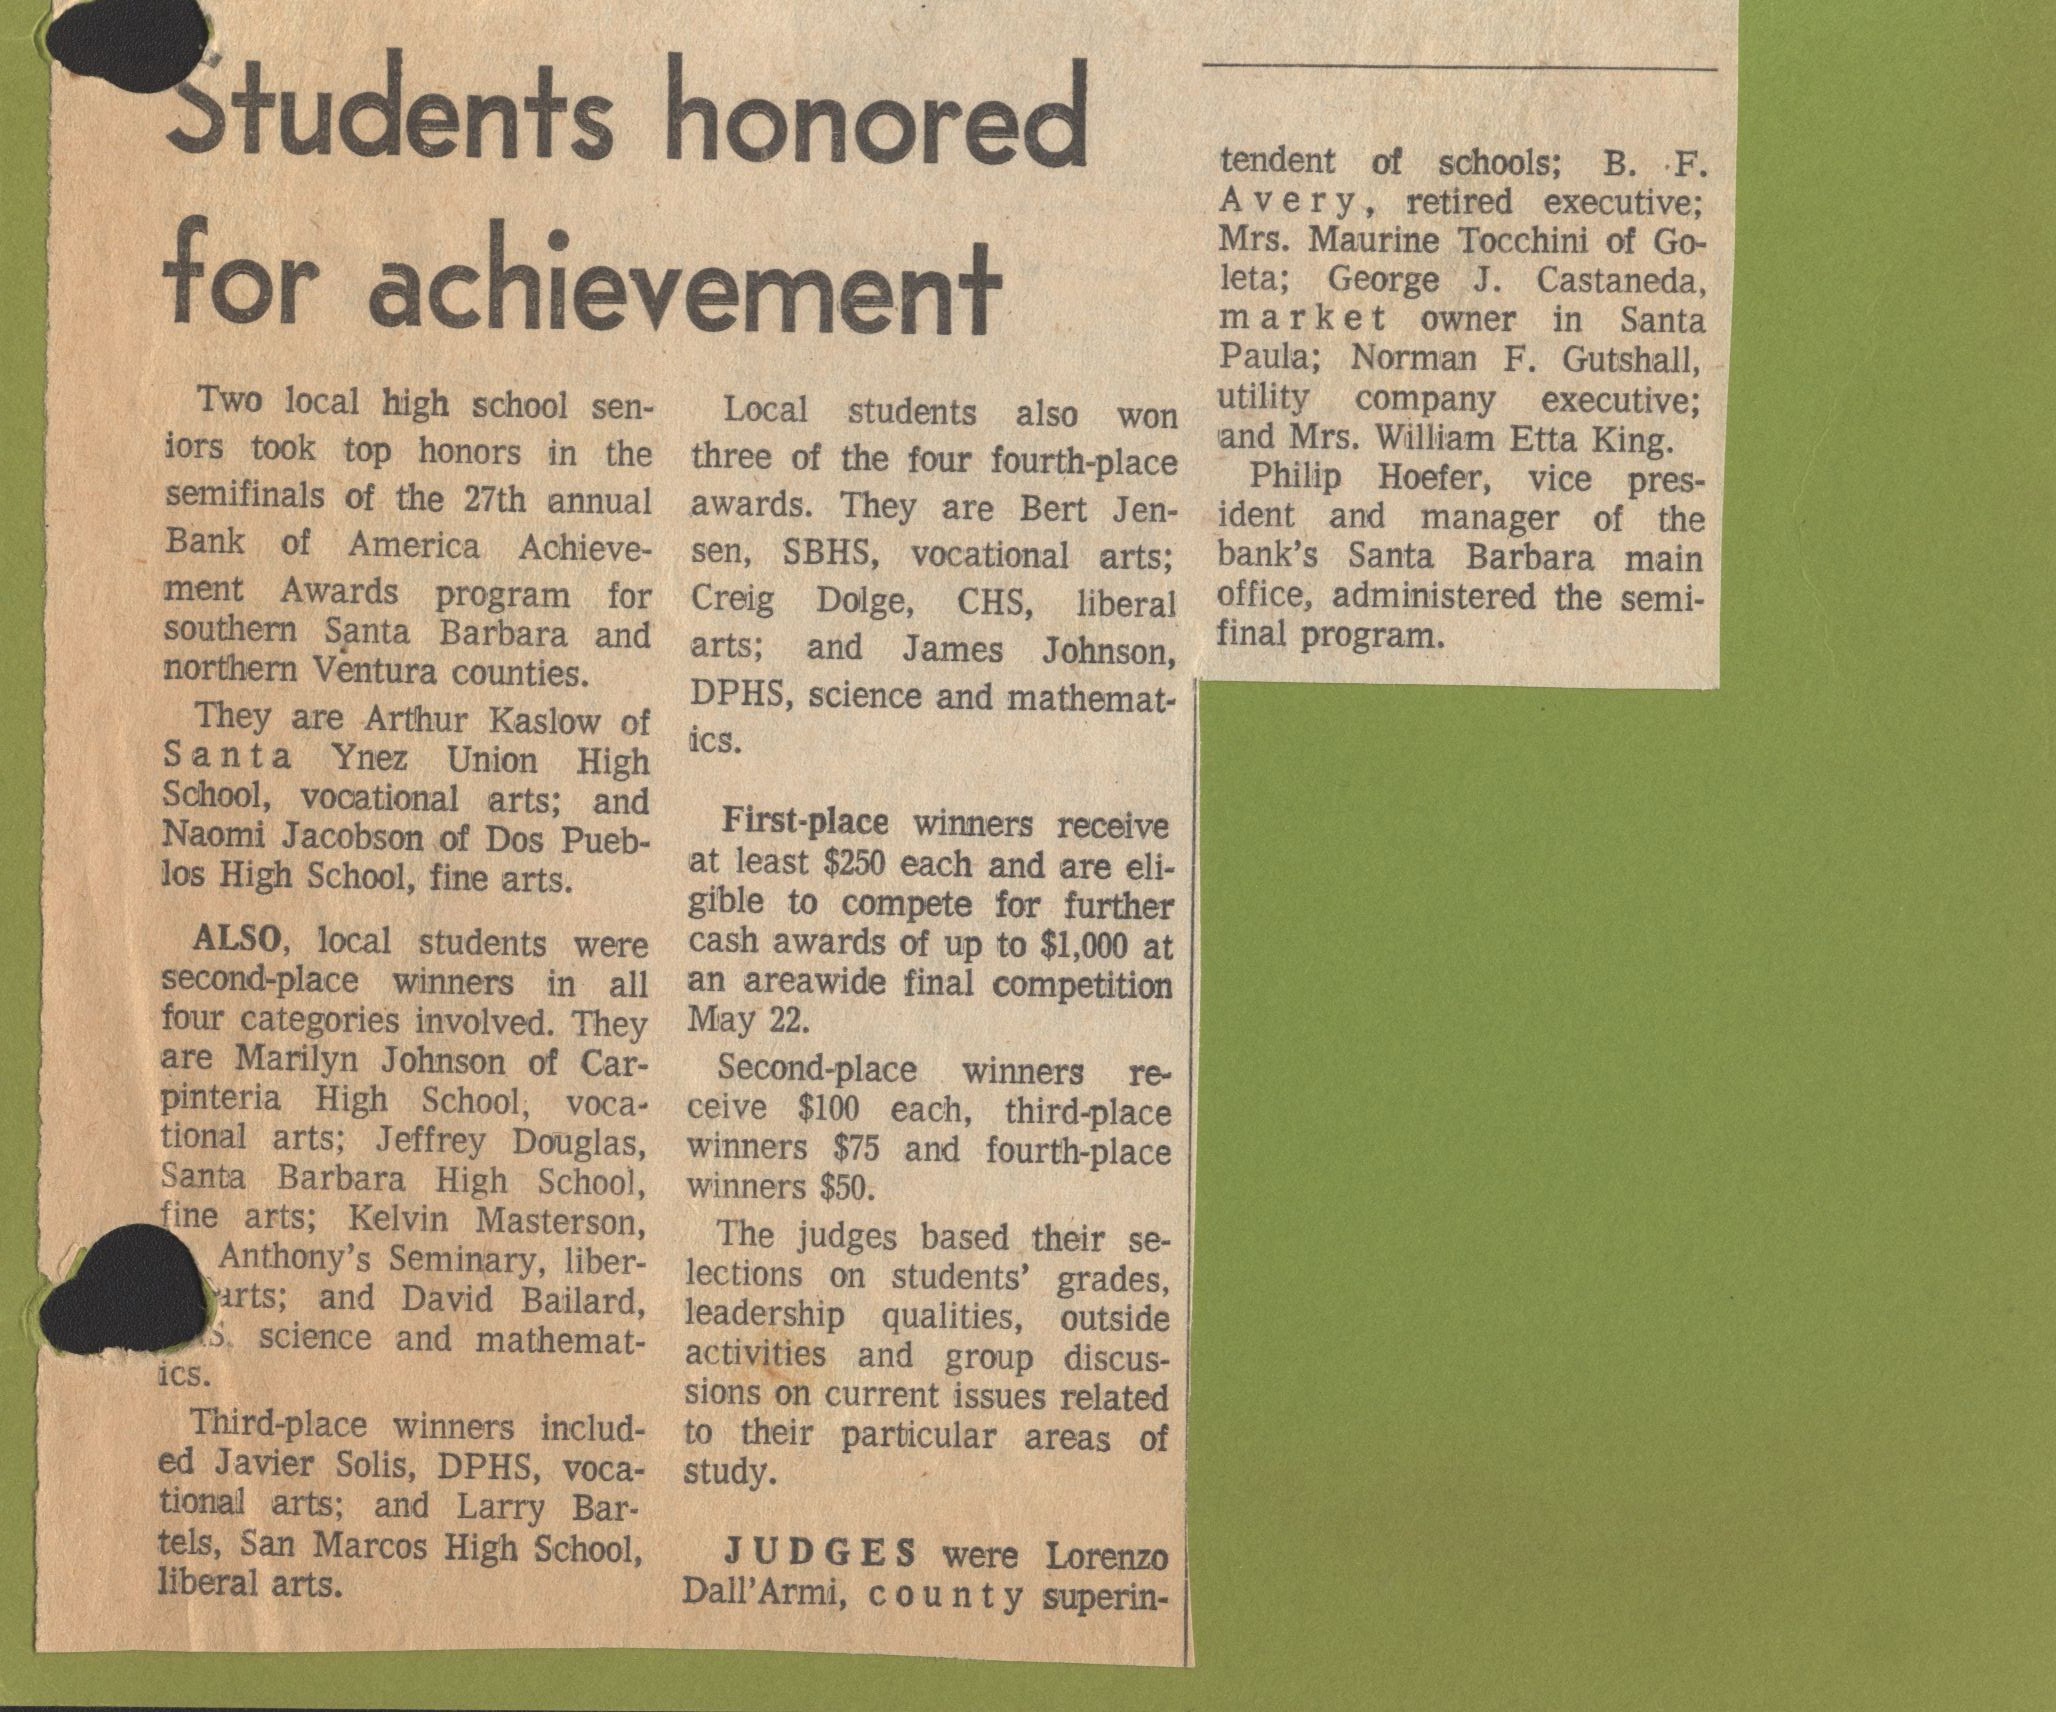 Students honored
for achievement
Two local high school sen-
iors took top honors in the
semifinals of the 27th annual
Bank of America Achieve-
ment Awards program for
southern Santa Barbara and
northern Ventura counties.
They are Arthur Kaslow of
Santa Ynez Union High
School, vocational arts; and
Naomi Jacobson of Dos Pueb-
los High School, fine arts.
ALSO, local students were
second-place winners in all
four categories involved. They
are Marilyn Johnson of Car-
pinteria High School, voca-
tional arts; Jeffrey Douglas,
Santa Barbara High School,
fine arts; Kelvin Masterson,
Anthony's Seminary, liber-
arts; and David Bailard,
science and mathemat-
ics.
Third-place winners includ-
ed Javier Solis, DPHS, voca-
tional arts; and Larry Bar-
tels, San Marcos High School,
liberal arts.
Local students also won
three of the four fourth-place
awards. They are Bert Jen-
sen, SBHS, vocational arts;
Creig Dolge, CHS, liberal
arts; and James Johnson,
DPHS, science and mathemat-
ics.
First-place winners receive
at least $250 each and are eli-
gible to compete for further
cash awards of up to $1,000 at
an areawide final competition
May 22.
Second-place winners re-
ceive $100 each, third-place
winners $75 and fourth-place
winners $50.
The judges based their se-
lections on students' grades,
leadership qualities, outside
activities and group discus-
sions on current issues related
to their particular areas of
study.
JUDGES were Lorenzo
Dall'Armi, county superin-
tendent of schools; B. F.
Avery, retired executive;
Mrs. Maurine Tocchini of Go-
leta; George J. Castaneda,
market owner in Santa
Paula; Norman F. Gutshall,
utility company executive;
and Mrs. William Etta King.
Philip Hoefer, vice pres-
ident and manager of the
bank's Santa Barbara main
office, administered the semi-
final program.